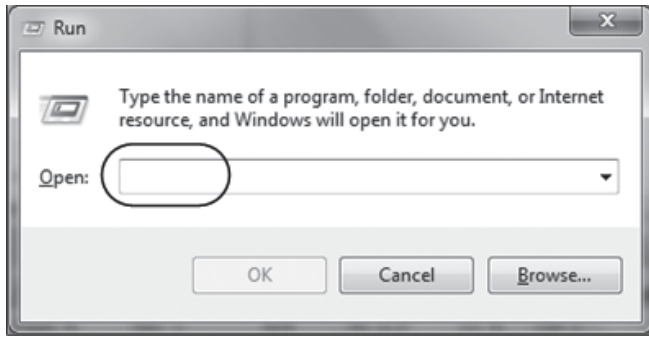 Run
Type the name of a program, folder, document, or Internet
resource, and Windows will open it for you.
Open:
OK
Cancel
Browse...